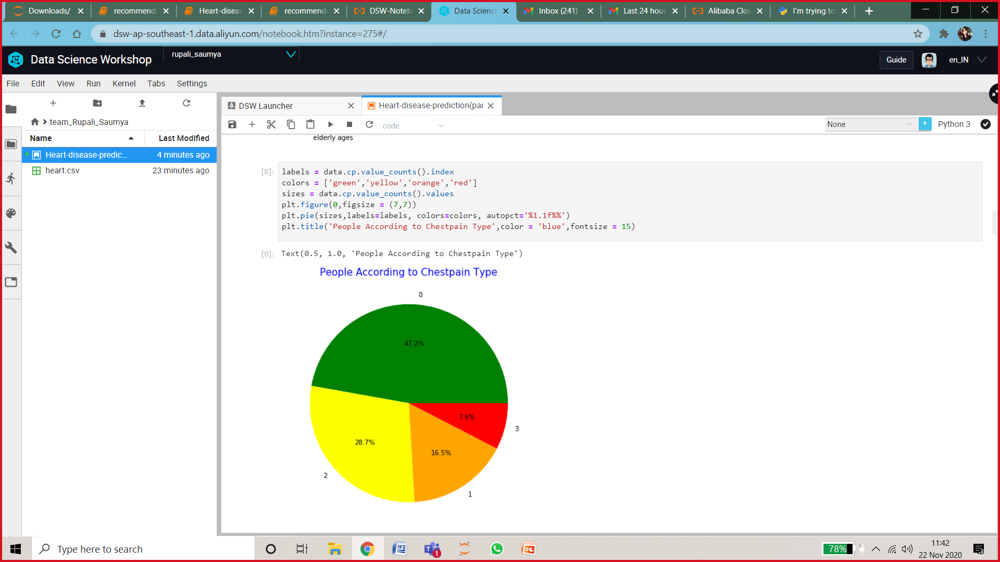 Downloads/
recommend
Heart-diseas
recommend
DSW-Noteb
Data Science
Inbox (241)
Last 24 hour
Alibaba Clou
I'm trying to
dsw-ap-southeast-1.data.aliyun.com/notebook.htm?instance=275#/
Data Science Workshop
rupali_saumya
Guide
en_IN
File Edit View Run Kernel Tabs Settings
team_Rupali_Saumya
Name Last Modified
Heart-disease-predic... 4 minutes ago
heart.csv 23 minutes ago
DSW Launcher
Heart-disease-prediction(par
code
None
Python 3
elderly ages
[8]:
labels = data.cp.value_counts().index
colors = ['green','yellow','orange','red']
sizes = data.cp.value_counts().values
plt.figure(0,figsize = (7,7))
plt.pie(sizes,labels=labels, colors=colors, autopct='%1.1f%%')
plt.title('People According to Chestpain Type',color = 'blue',fontsize = 15)
[8]: Text(0.5, 1.0, 'People According to Chestpain Type')
People According to Chestpain Type
0
47.2%
7.6%
3
28.7%
16.5%
2
1
Type here to search
1
78%
11:42
22 Nov 2020